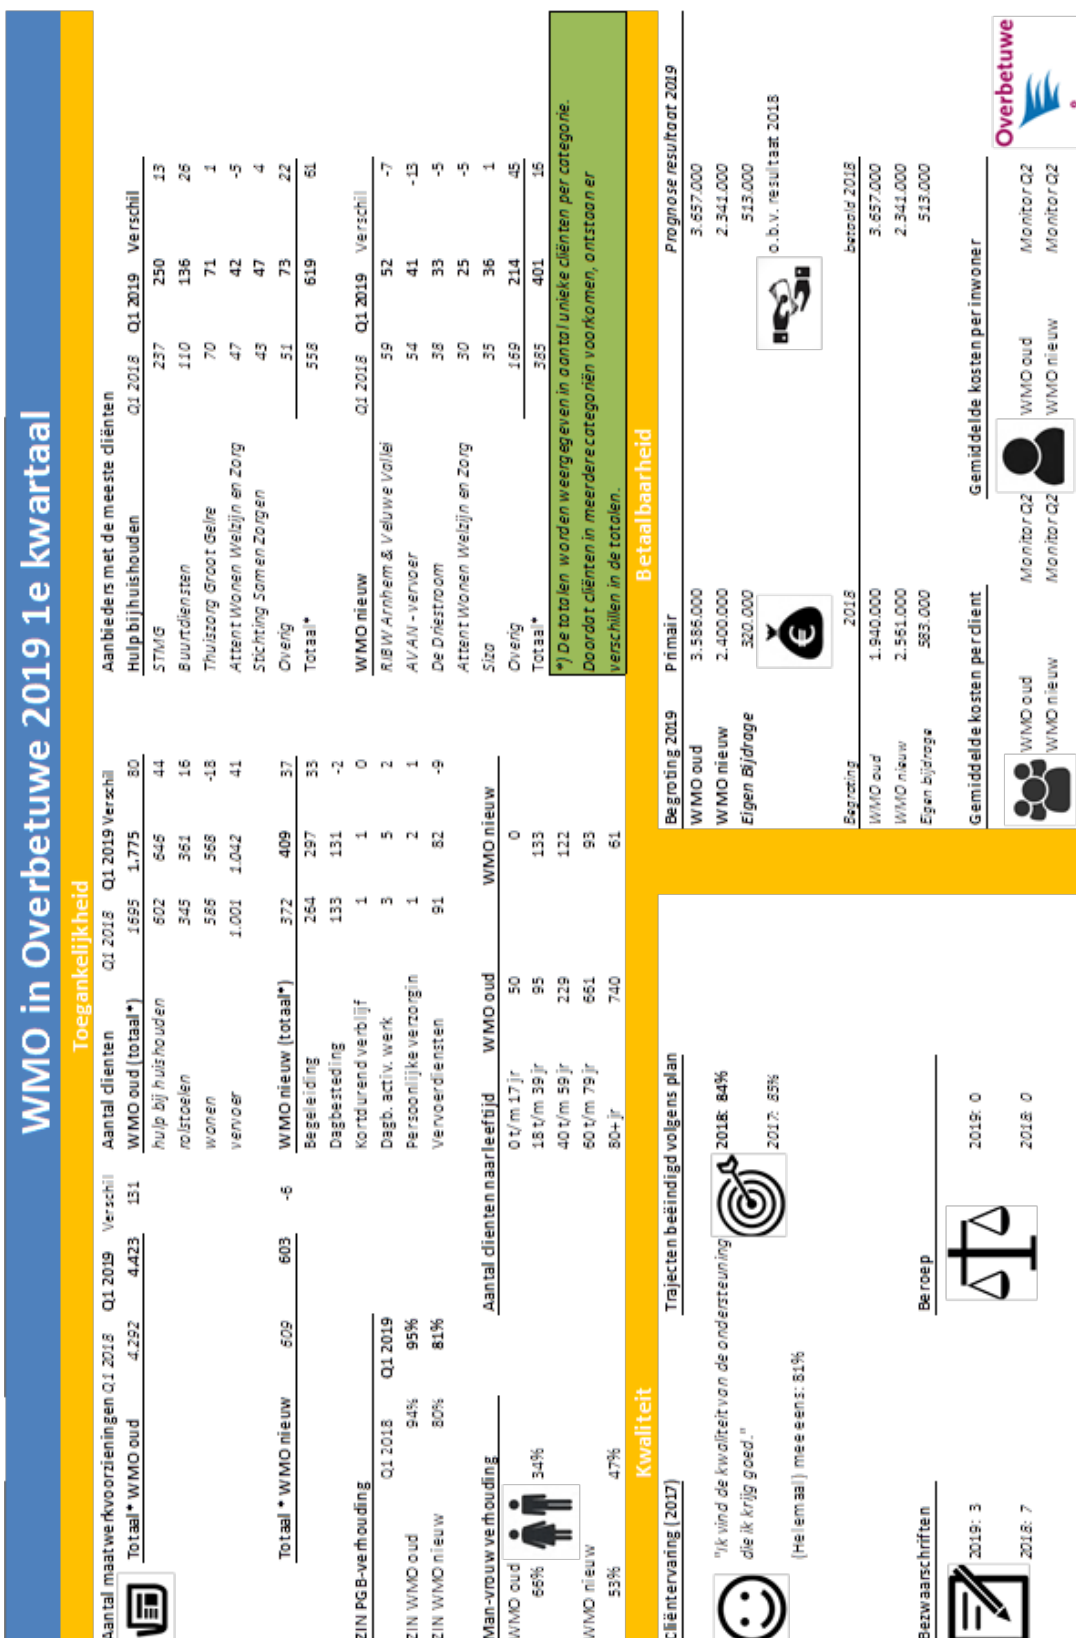 WMO in Overbetuwe 2019 1e kwartaal
Toegankelijkheid
Aantal maatwerkvoorzieningen Q1 2018 Q1 2019 Verschil
Totaal* WMO oud 4.292 4.423 131
Totaal* WMO nieuw 609 603 -6
ZIN PGB-verhouding
Q1 2018 Q1 2019
ZIN WMO oud 94% 95%
ZIN WMO nieuw 80% 81%
Man-vrouw verhouding
WMO oud
66% 34%
WMO nieuw
53% 47%
Aantal clienten Q1 2018 Q1 2019 Verschil
WMO oud (totaal*) 1695 1.775 80
hulp bij huishouden 602 646 44
rolstoelen 345 361 16
wonen 586 568 -18
vervoer 1.001 1.042 41
WMO nieuw (totaal*) 372 409 37
Begeleiding 264 297 33
Dagbesteding 133 131 -2
Kortdurend verblijf 1 1 0
Dagb. activ. werk 3 5 2
Persoonlijke verzorgin 1 2 1
Vervoerdiensten 91 82 -9
Aantal clienten naar leeftijd WMO oud WMO nieuw
0 t/m 17 jr 50 0
18 t/m 39 jr 95 133
40 t/m 59 jr 229 122
60 t/m 79 jr 661 93
80+ jr 740 61
Aanbieders met de meeste cliënten
Hulp bij huishouden Q1 2018 Q1 2019 Verschil
STMG 237 250 13
Buurtdiensten 110 136 26
Thuiszorg Groot Gelre 70 71 1
Attent Wonen Welzijn en Zorg 47 42 -5
Stichting Samen Zorgen 43 47 4
Overig 51 73 22
Totaal* 558 619 61
WMO nieuw Q1 2018 Q1 2019 Verschil
RIBW Arnhem & Veluwe Vallei 59 52 -7
AVAN - vervoer 54 41 -13
De Driestroom 38 33 -5
Attent Wonen Welzijn en Zorg 30 25 -5
Siza 35 36 1
Overig 169 214 45
Totaal* 385 401 16
*) De totalen worden weergegeven in aantal unieke cliënten per categorie.
Doordat cliënten in meerdere categoriën voorkomen, ontstaan er
verschillen in de totalen.
Kwaliteit
Cliëntervaring (2017)
"Ik vind de kwaliteit van de ondersteuning
die ik krijg goed."
(Helemaal) mee eens: 81%
Trajecten beëindigd volgens plan
2018: 84%
2017: 85%
Bezwaarschriften
2019: 3
2018: 7
Beroep
2019: 0
2018: 0
Betaalbaarheid
Begroting 2019 Primair Prognose resultaat 2019
WMO oud 3.586.000 3.657.000
WMO nieuw 2.400.000 2.341.000
Eigen Bijdrage 320.000 513.000
o.b.v. resultaat 2018
Begroting 2018 betaald 2018
WMO oud 1.940.000 3.657.000
WMO nieuw 2.561.000 2.341.000
Eigen bijdrage 583.000 513.000
Gemiddelde kosten per client
WMO oud Monitor Q2
WMO nieuw Monitor Q2
Gemiddelde kosten per inwoner
WMO oud Monitor Q2
WMO nieuw Monitor Q2
Overbetuwe